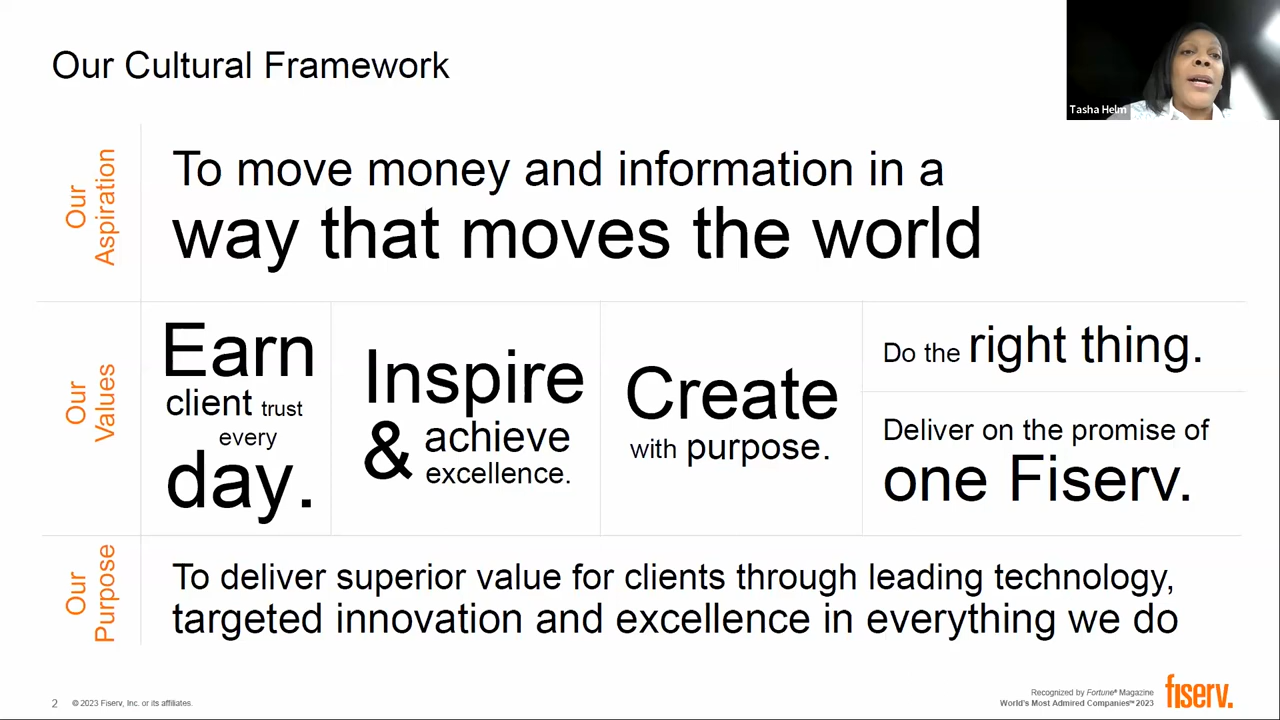 Our Cultural Framework
Tasha Helm
Our
Aspiration
To move money and information in a
way that moves the world
Our
Values
Earn
client trust
every
day.
Inspire
& achieve
excellence.
Create
with purpose.
Do the right thing.
Deliver on the promise of
one Fiserv.
Our
Purpose
To deliver superior value for clients through leading technology,
targeted innovation and excellence in everything we do
2 © 2023 Fiserv, Inc. or its affiliates.
Recognized by Fortune® Magazine
World's Most Admired Companies™ 2023
fiserv.